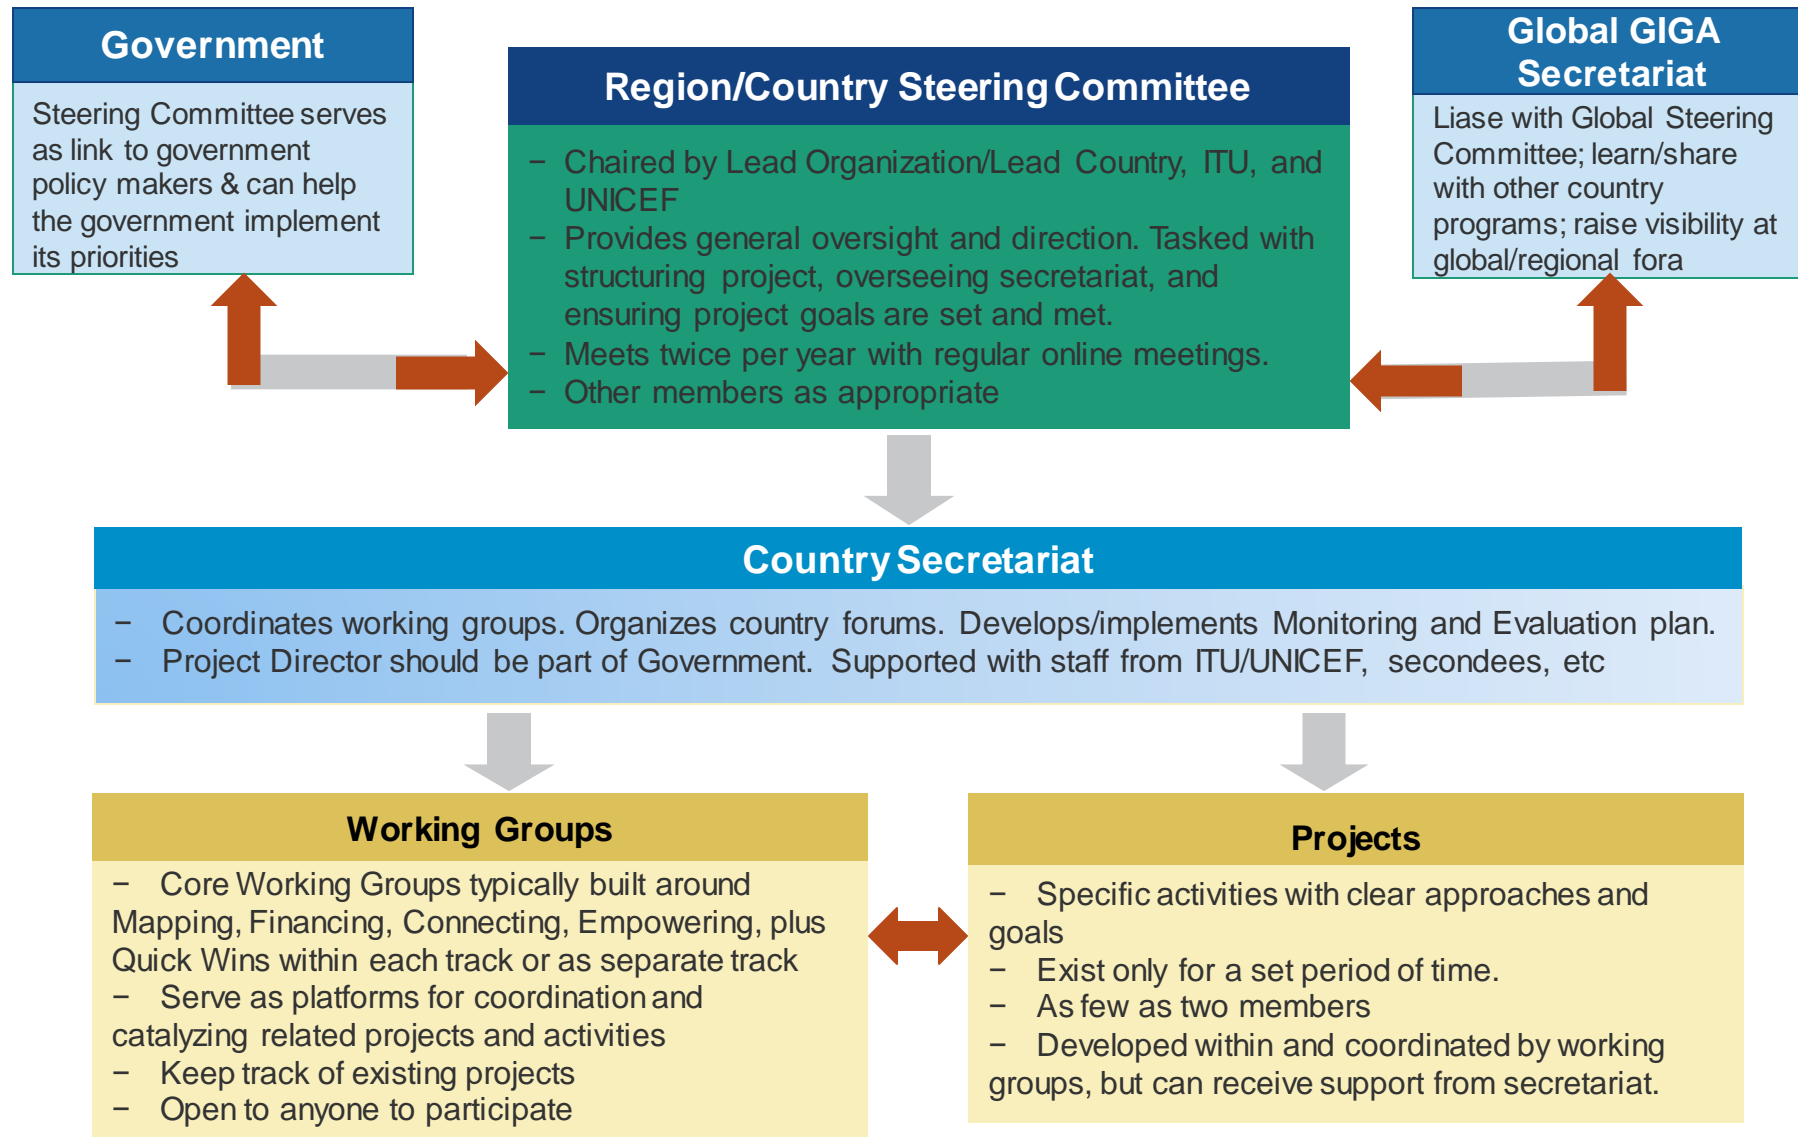 Government
Steering Committee serves
as link to government
policy makers & can help
the government implement
its priorities
Region/Country Steering Committee
− Chaired by Lead Organization/Lead Country, ITU, and
UNICEF
− Provides general oversight and direction. Tasked with
structuring project, overseeing secretariat, and
ensuring project goals are set and met.
− Meets twice per year with regular online meetings.
− Other members as appropriate
Global GIGA
Secretariat
Liase with Global Steering
Committee; learn/share
with other country
programs; raise visibility at
global/regional fora
Country Secretariat
− Coordinates working groups. Organizes country forums. Develops/implements Monitoring and Evaluation plan.
− Project Director should be part of Government. Supported with staff from ITU/UNICEF, secondees, etc
Working Groups
− Core Working Groups typically built around
Mapping, Financing, Connecting, Empowering, plus
Quick Wins within each track or as separate track
− Serve as platforms for coordination and
catalyzing related projects and activities
− Keep track of existing projects
− Open to anyone to participate
Projects
− Specific activities with clear approaches and
goals
− Exist only for a set period of time.
− As few as two members
− Developed within and coordinated by working
groups, but can receive support from secretariat.